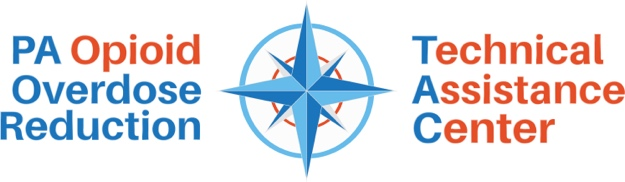 PA Opioid
Overdose
Reduction
Technical
Assistance
Center